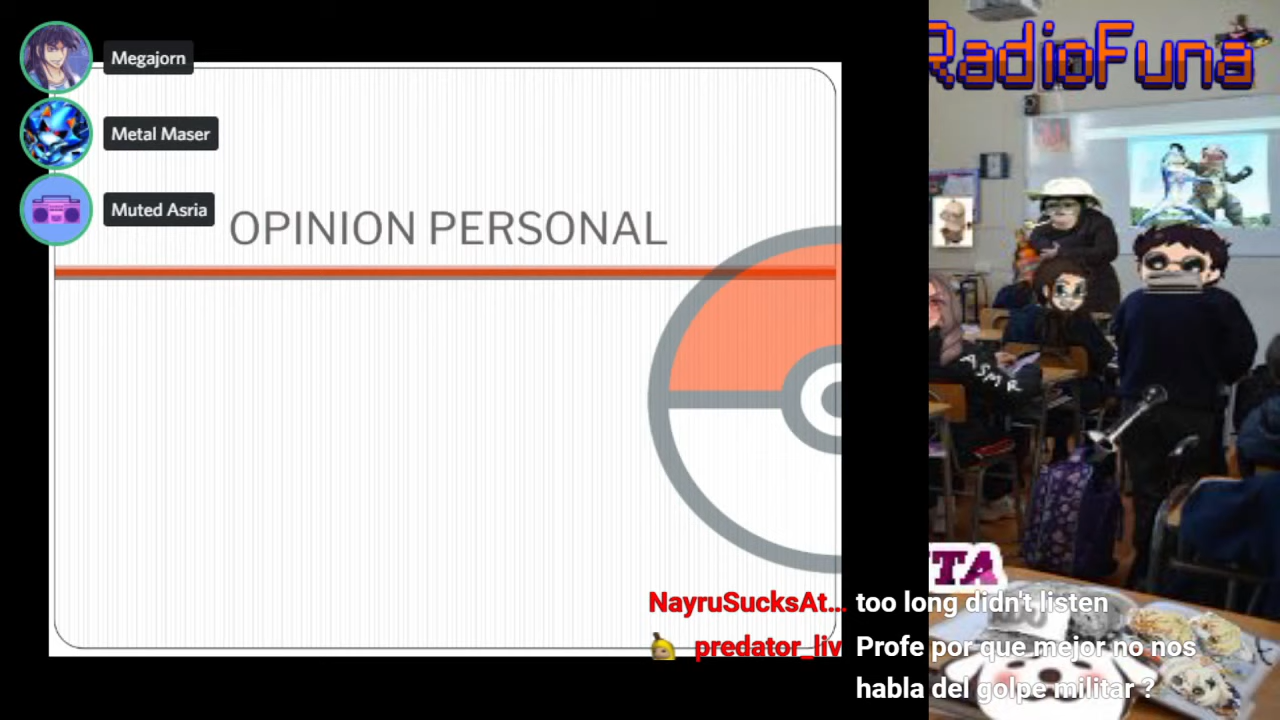 Megajorn
RadioFuna
Metal Maser
Muted Asria
OPINION PERSONAL
ASMR
TA
NayruSucksAt... too long didn't listen
predator_liv Profe por que mejor no nos
habla del golpe militar ?